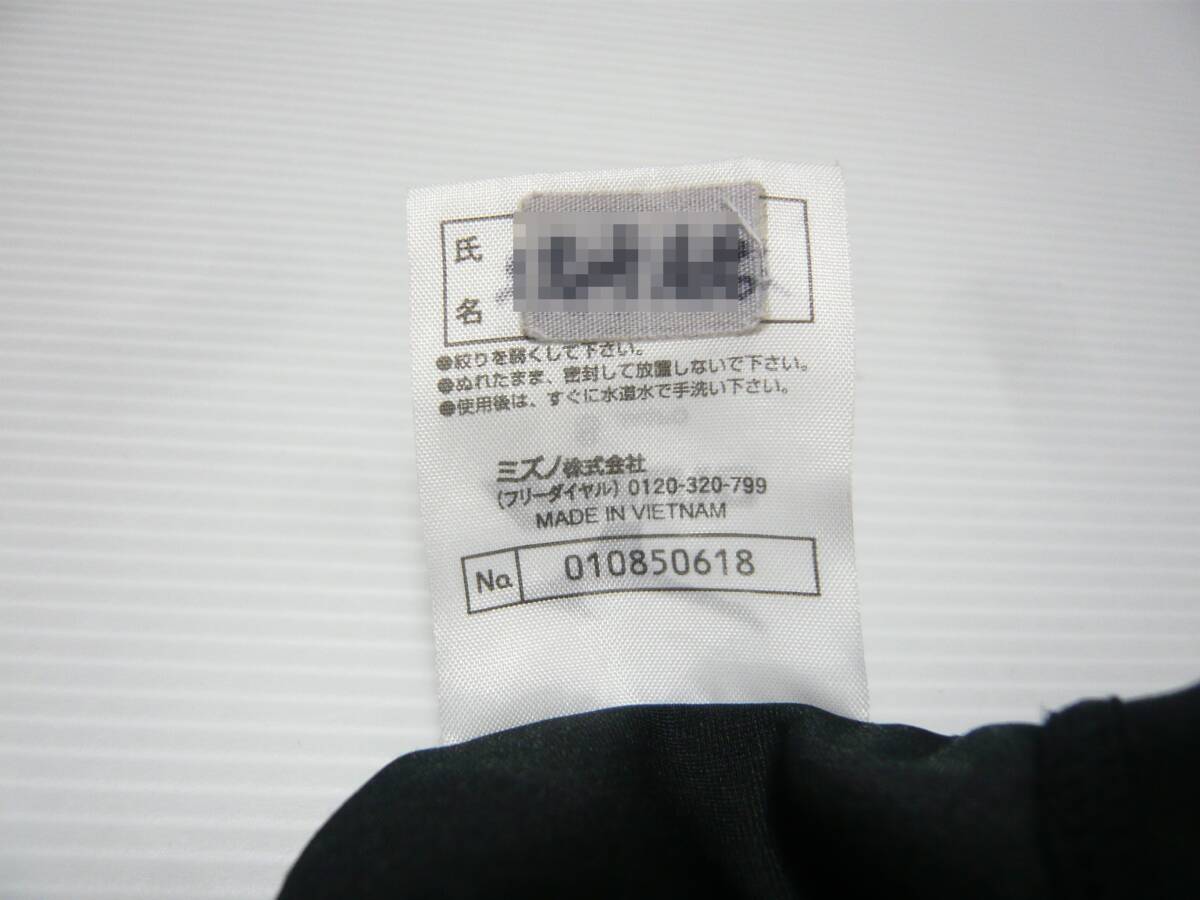 氏名
●絞りを弱くして下さい。
●ぬれたまま、密封して放置しないで下さい。
●使用後は、すぐに水道水で手洗い下さい。
ミズノ株式会社
(フリーダイヤル) 0120-320-799
MADE IN VIETNAM
No. 010850618